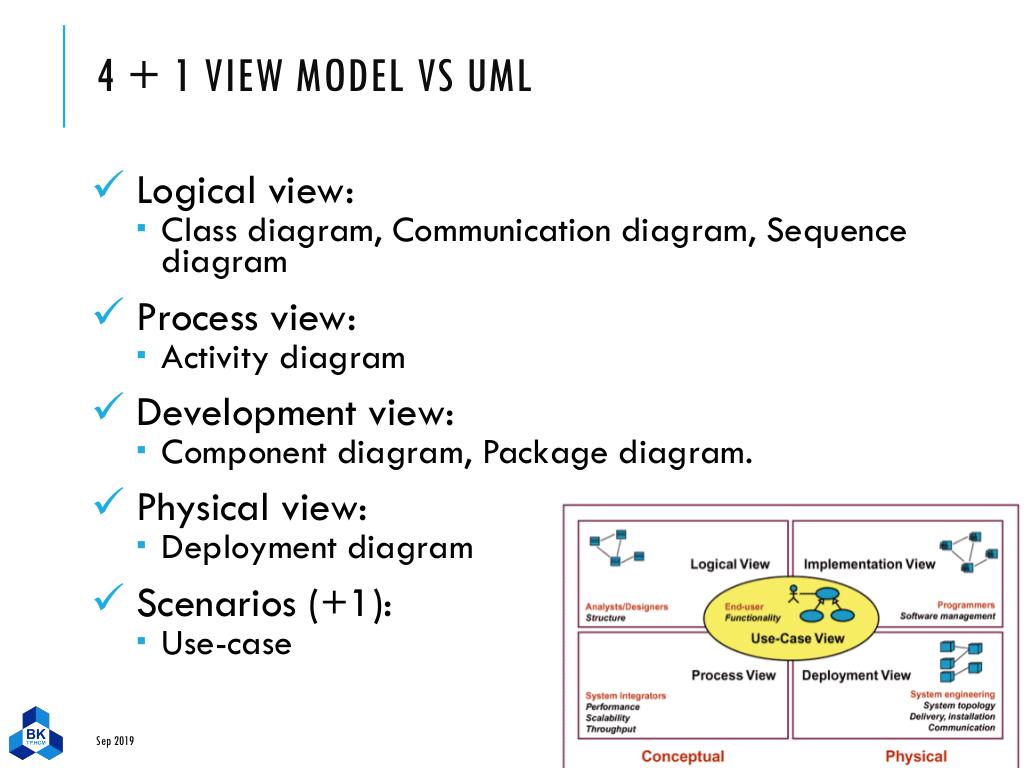 4 + 1 VIEW MODEL VS UML
✓ Logical view:
▪ Class diagram, Communication diagram, Sequence
diagram
✓ Process view:
▪ Activity diagram
✓ Development view:
▪ Component diagram, Package diagram.
✓ Physical view:
▪ Deployment diagram
✓ Scenarios (+1):
▪ Use-case
Logical View
Analysts/Designers
Structure
Implementation View
Programmers
Software management
End-user
Functionality
Use-Case View
Process View
System Integrators
Performance
Scalability
Throughput
Deployment View
System engineering
System topology
Delivery, installation
Communication
Conceptual
Physical
BK
TP.HCM
Sep 2019